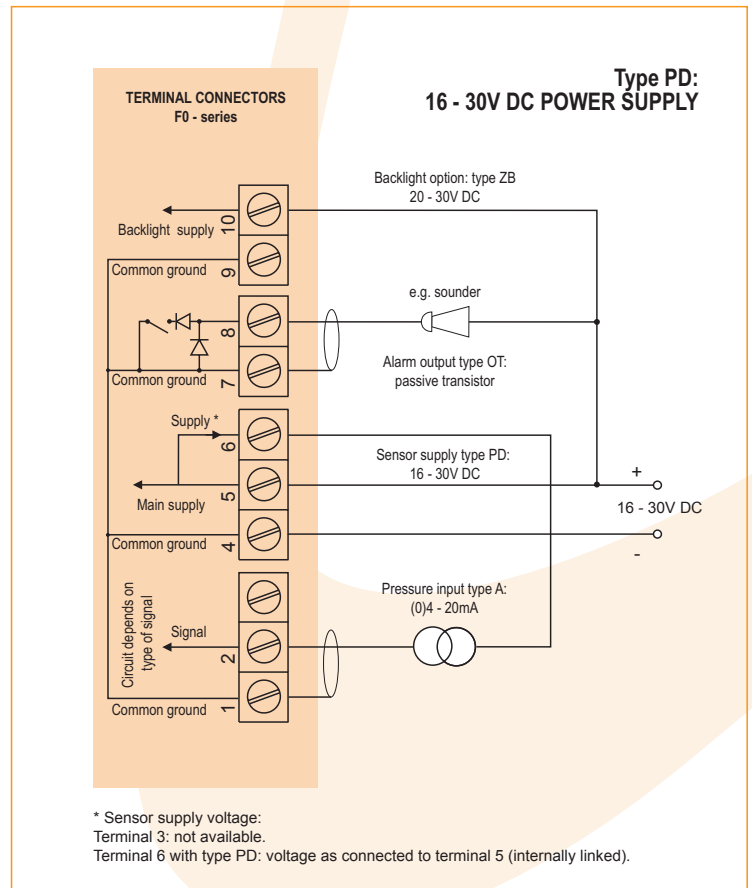 Type PD:
16 - 30V DC POWER SUPPLY
TERMINAL CONNECTORS
F0 - series
Backlight option: type ZB
20 - 30V DC
10
Backlight supply
Common ground
9
e.g. sounder
8
Alarm output type OT:
passive transistor
Common ground
7
Supply *
6
Sensor supply type PD:
16 - 30V DC
+
5
Main supply
16 - 30V DC
4
Common ground
-
Circuit depends on
type of signal
Pressure input type A:
(0)4 - 20mA
Signal
2
1
Common ground
* Sensor supply voltage:
Terminal 3: not available.
Terminal 6 with type PD: voltage as connected to terminal 5 (internally linked).